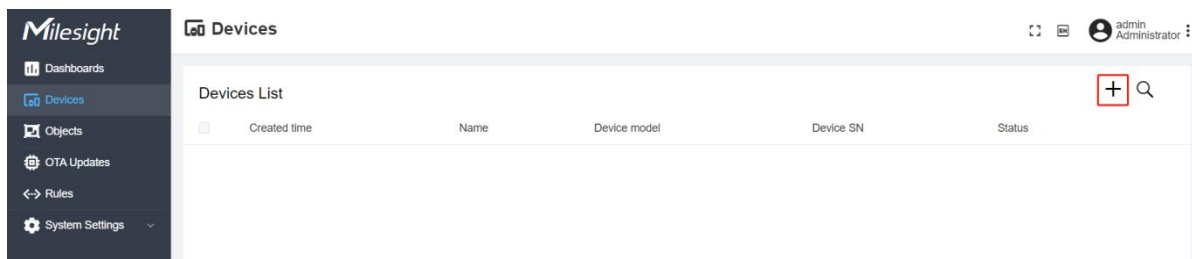 Milesight
Devices
EN
admin
Administrator
Dashboards
Devices
Objects
OTA Updates
Rules
System Settings
Devices List
Created time Name Device model Device SN Status